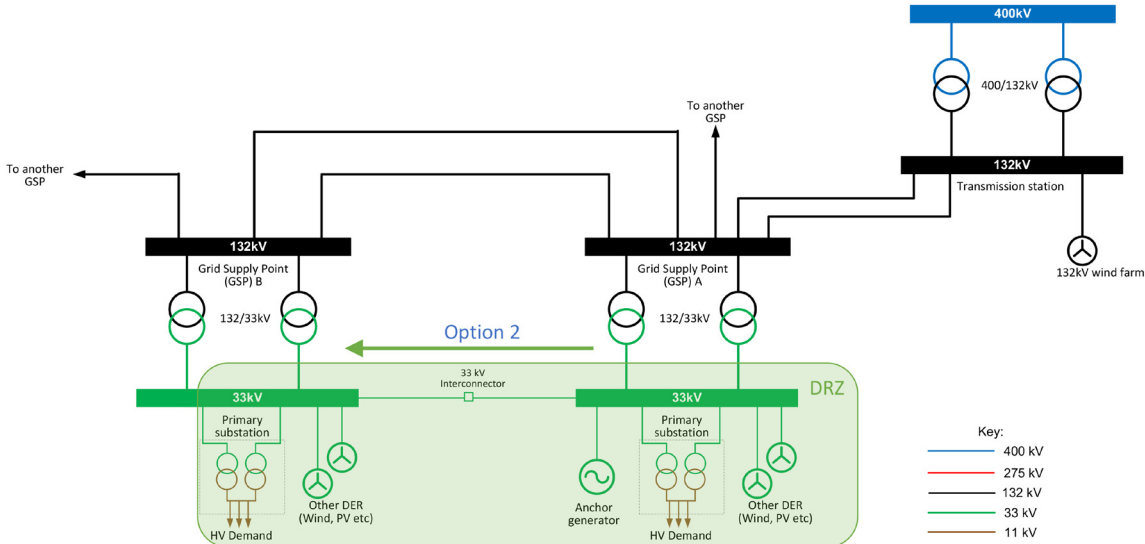 400kV
400/132kV
To another
GSP
To another
GSP
132kV
Transmission station
132kV wind farm
132kV
Grid Supply Point
(GSP) B
132/33kV
132kV
Grid Supply Point
(GSP) A
132/33kV
Option 2
33 kV
Interconnector
DRZ
33kV
Primary
substation
Other DER
(Wind, PV etc)
HV Demand
33kV
Anchor
generator
Primary
substation
Other DER
(Wind, PV etc)
HV Demand
Key:
400 kV
275 kV
132 kV
33 kV
11 kV